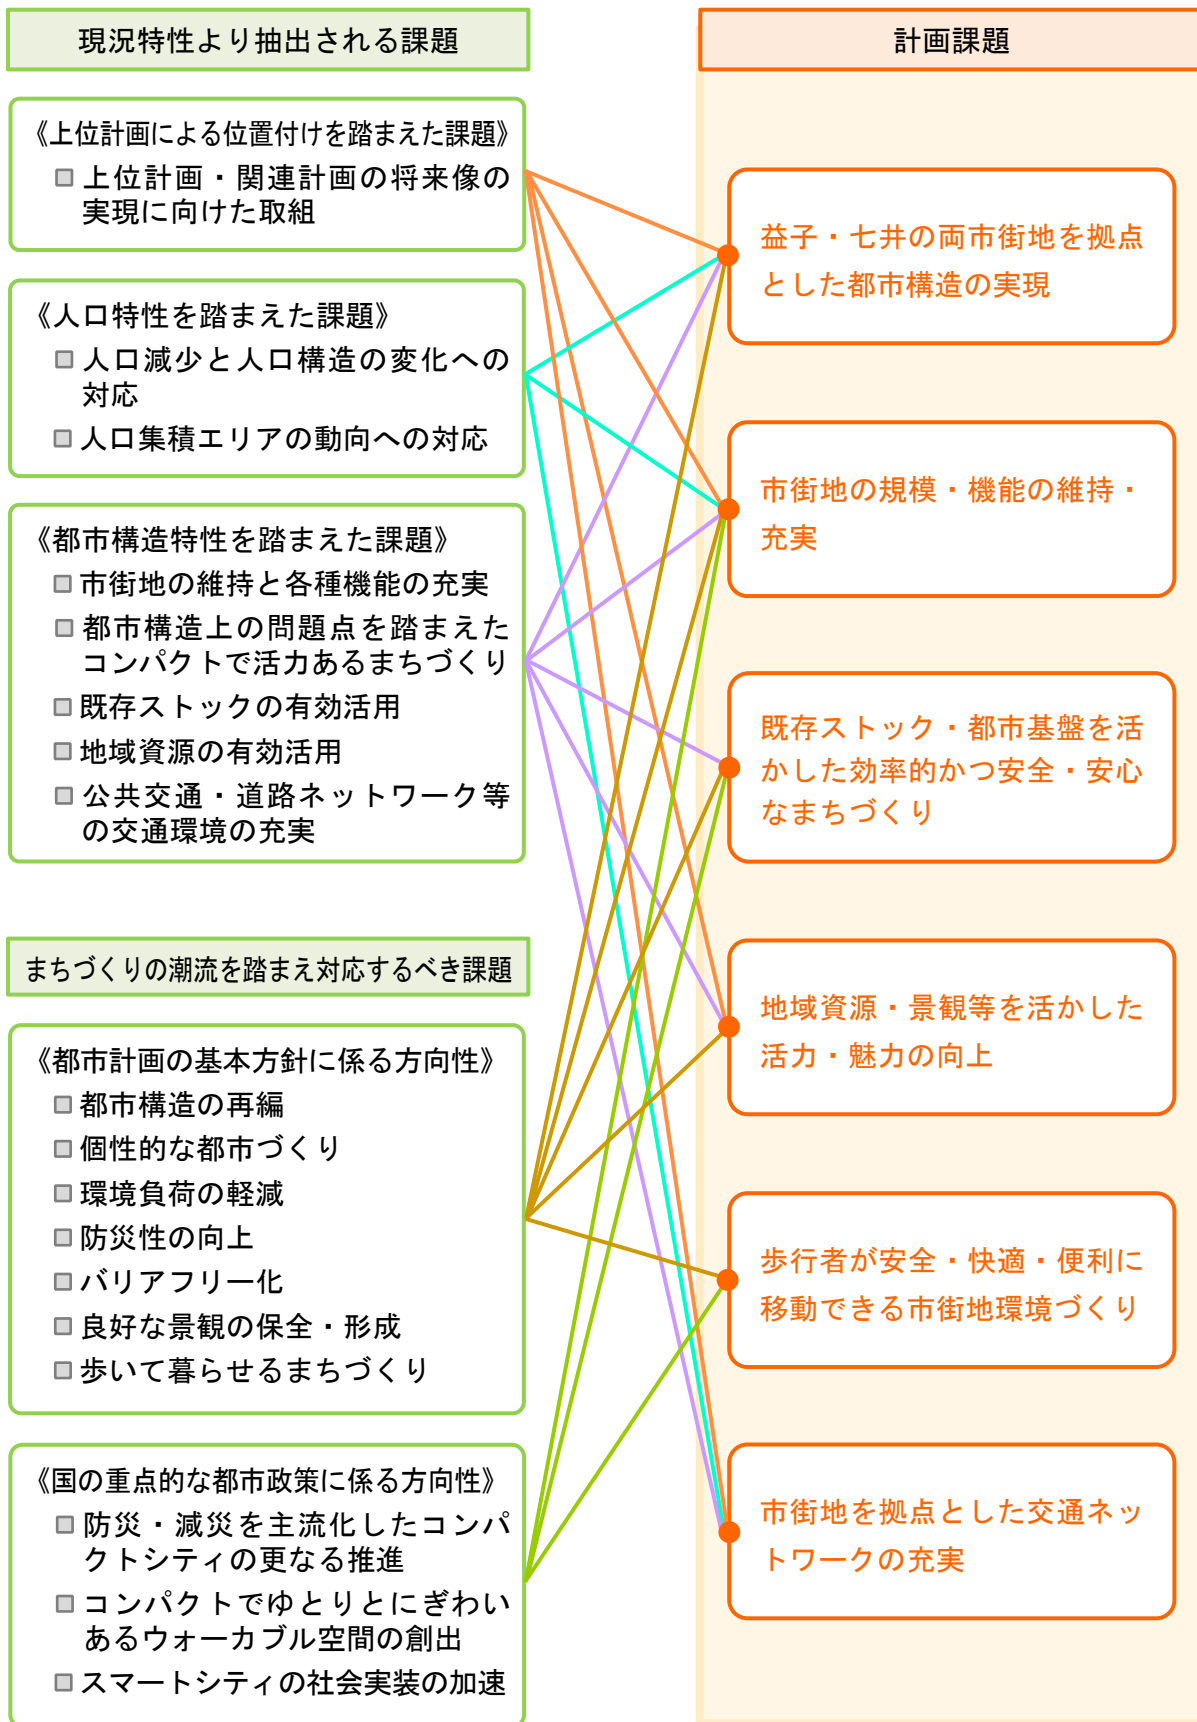 現況特性より抽出される課題
《上位計画による位置付けを踏まえた課題》
上位計画・関連計画の将来像の
実現に向けた取組
《人口特性を踏まえた課題》
人口減少と人口構造の変化への
対応
人口集積エリアの動向への対応
《都市構造特性を踏まえた課題》
市街地の維持と各種機能の充実
都市構造上の問題点を踏まえた
コンパクトで活力あるまちづくり
既存ストックの有効活用
地域資源の有効活用
公共交通・道路ネットワーク等
の交通環境の充実
まちづくりの潮流を踏まえ対応するべき課題
《都市計画の基本方針に係る方向性》
都市構造の再編
個性的な都市づくり
環境負荷の軽減
防災性の向上
バリアフリー化
良好な景観の保全・形成
歩いて暮らせるまちづくり
《国の重点的な都市政策に係る方向性》
防災・減災を主流化したコンパ
クトシティの更なる推進
コンパクトでゆとりとにぎわい
あるウォーカブル空間の創出
スマートシティの社会実装の加速
計画課題
益子・七井の両市街地を拠点
とした都市構造の実現
市街地の規模・機能の維持・
充実
既存ストック・都市基盤を活
かした効率的かつ安全・安心
なまちづくり
地域資源・景観等を活かした
活力・魅力の向上
歩行者が安全・快適・便利に
移動できる市街地環境づくり
市街地を拠点とした交通ネッ
トワークの充実